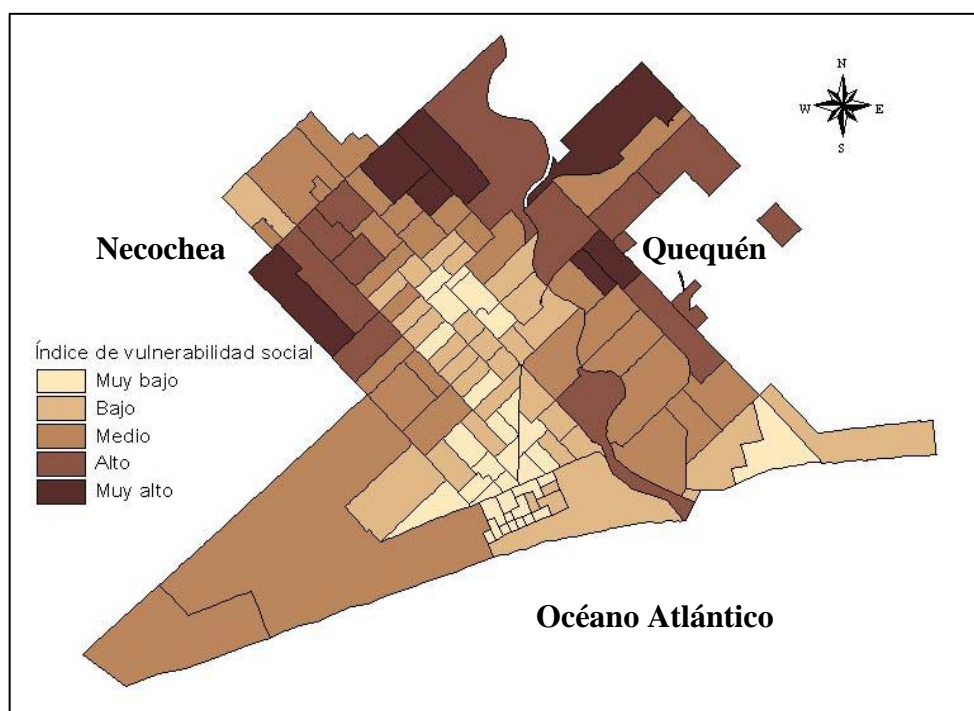 N
W E
S
Necochea
Quequén
Índice de vulnerabilidad social
Muy bajo
Bajo
Medio
Alto
Muy alto
Océano Atlántico